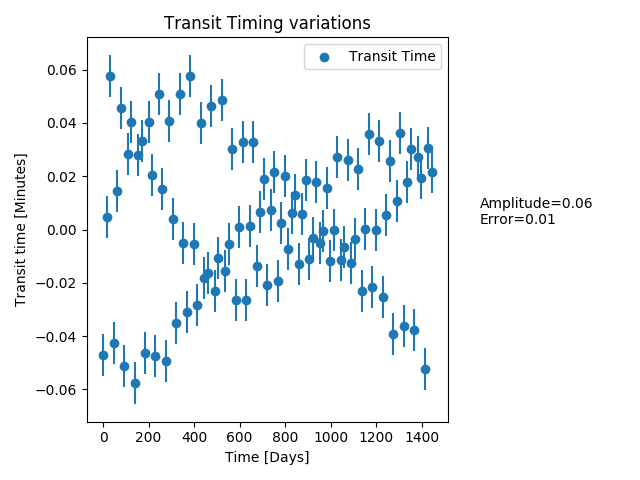 Transit Timing variations
Transit Time
Transit time [Minutes]
0.06
0.04
0.02
0.00
−0.02
−0.04
−0.06
0 200 400 600 800 1000 1200 1400
Time [Days]
Amplitude=0.06
Error=0.01